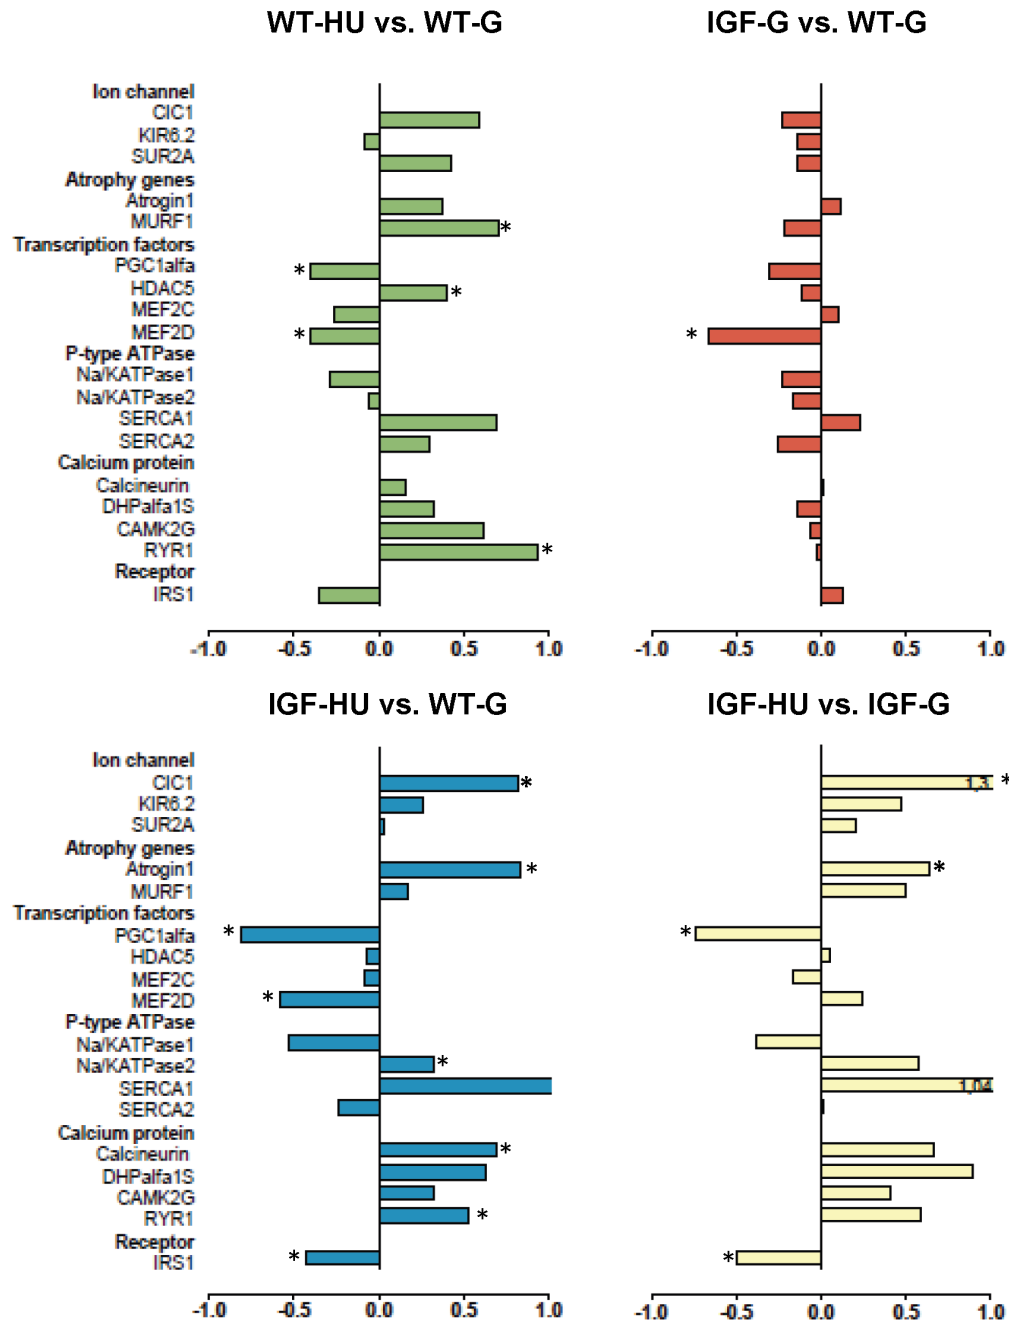 WT-HU vs. WT-G
IGF-G vs. WT-G
Ion channel
ClC1
KIR6.2
SUR2A
Atrophy genes
Atrogin1
MURF1 *
Transcription factors
PGC1alfa *
HDAC5 *
MEF2C
MEF2D * *
P-type ATPase
Na/KATPase1
Na/KATPase2
SERCA1
SERCA2
Calcium protein
Calcineurin
DHPalfa1S
CAMK2G
RYR1 *
Receptor
IRS1
-1.0 -0.5 0.0 0.5 1.0
-1.0 -0.5 0.0 0.5 1.0
IGF-HU vs. WT-G
IGF-HU vs. IGF-G
Ion channel
ClC1 * 1,3 *
KIR6.2
SUR2A
Atrophy genes
Atrogin1 * *
MURF1
Transcription factors
PGC1alfa * *
HDAC5
MEF2C
MEF2D *
P-type ATPase
Na/KATPase1
Na/KATPase2 *
SERCA1 1,04
SERCA2
Calcium protein
Calcineurin *
DHPalfa1S
CAMK2G
RYR1 *
Receptor
IRS1 * *
-1.0 -0.5 0.0 0.5 1.0
-1.0 -0.5 0.0 0.5 1.0